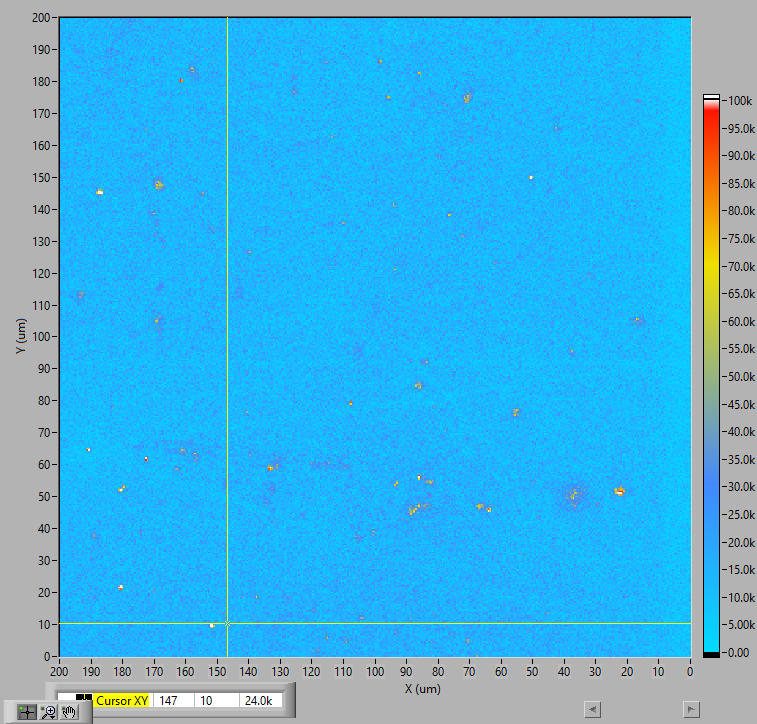 200
190
180
170
160
150
140
130
120
110
100
90
80
70
60
50
40
30
20
10
0
Y (um)
200 190 180 170 160 150 140 130 120 110 100 90 80 70 60 50 40 30 20 10 0
X (um)
100k
95.0k
90.0k
85.0k
80.0k
75.0k
70.0k
65.0k
60.0k
55.0k
50.0k
45.0k
40.0k
35.0k
30.0k
25.0k
20.0k
15.0k
10.0k
5.00k
0.00
Cursor XY 147 10 24.0k